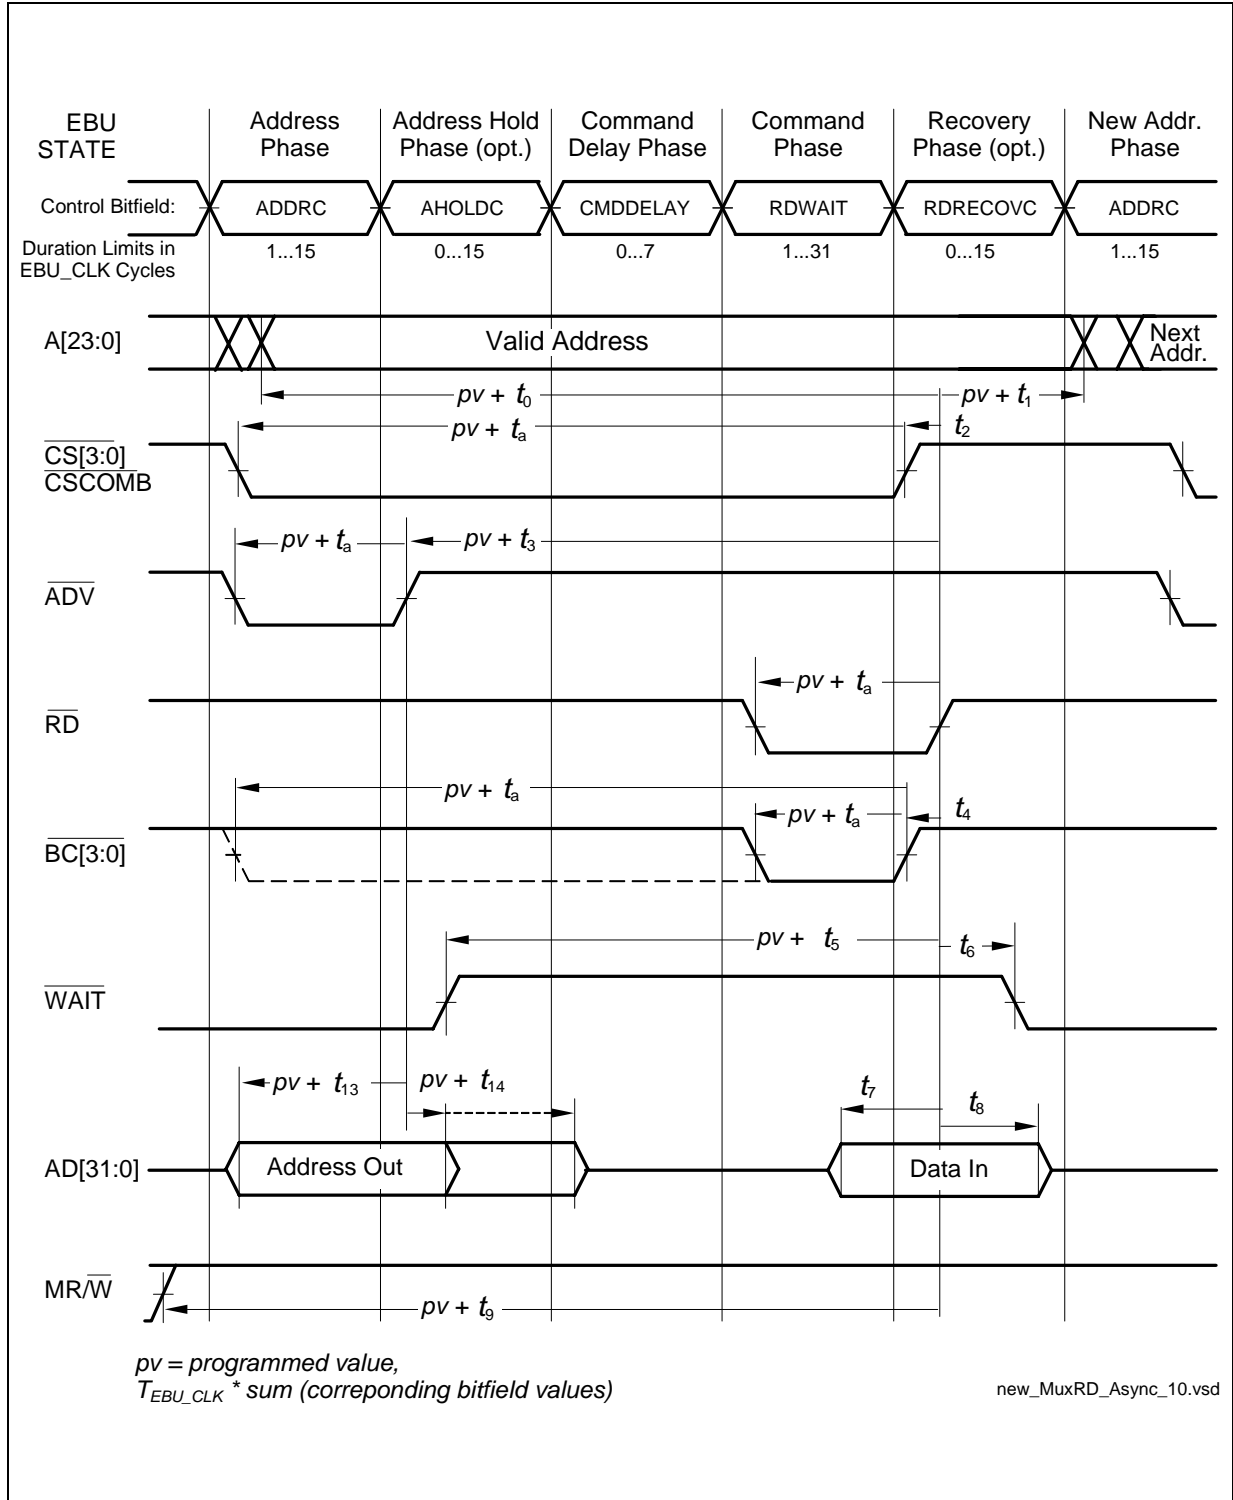 EBU STATE
Address Phase
Address Hold Phase (opt.)
Command Delay Phase
Command Phase
Recovery Phase (opt.)
New Addr. Phase
Control Bitfield:
ADDRC
AHOLDC
CMDDELAY
RDWAIT
RDRECOVC
ADDRC
Duration Limits in EBU_CLK Cycles
1...15
0...15
0...7
1...31
0...15
1...15
A[23:0]
Valid Address
Next Addr.
pv + t0
pv + t1
CS[3:0]
CSCOMB
pv + ta
t2
ADV
pv + ta
pv + t3
RD
pv + ta
BC[3:0]
pv + ta
pv + ta
t4
WAIT
pv + t5
t6
AD[31:0]
pv + t13
pv + t14
t7
t8
Address Out
Data In
MR/W
pv + t9
pv = programmed value,
TEBU_CLK * sum (correponding bitfield values)
new_MuxRD_Async_10.vsd